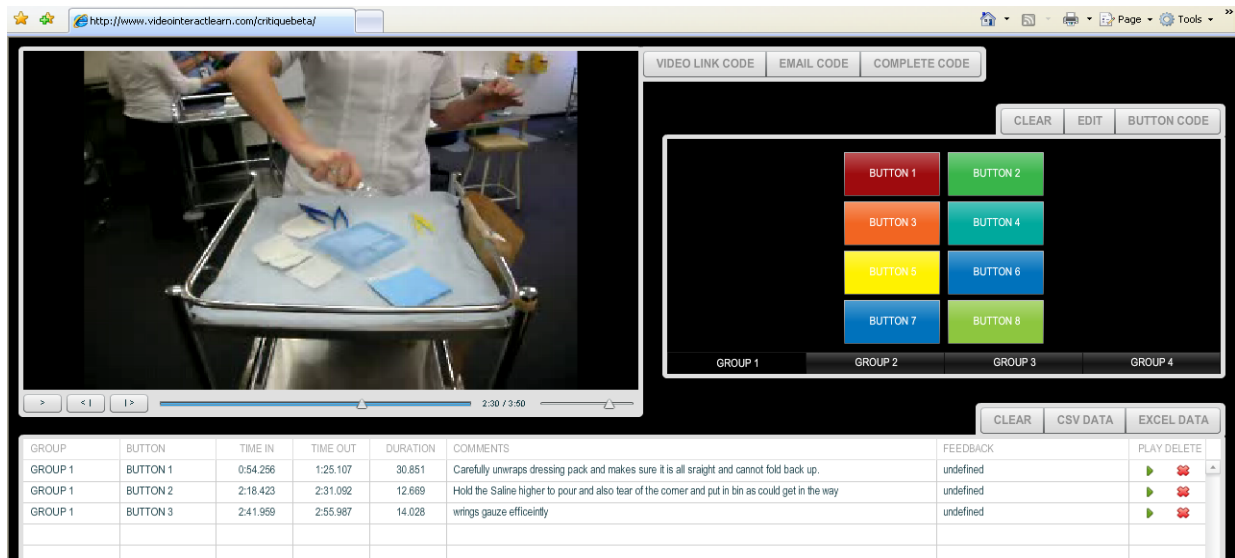 http://www.videointeractlearn.com/critiquebeta/
Page Tools
VIDEO LINK CODE EMAIL CODE COMPLETE CODE
CLEAR EDIT BUTTON CODE
BUTTON 1 BUTTON 2
BUTTON 3 BUTTON 4
BUTTON 5 BUTTON 6
BUTTON 7 BUTTON 8
GROUP 1 GROUP 2 GROUP 3 GROUP 4
> <| |> 2:30 / 3:50
CLEAR CSV DATA EXCEL DATA
GROUP BUTTON TIME IN TIME OUT DURATION COMMENTS FEEDBACK PLAY DELETE
GROUP 1 BUTTON 1 0:54.256 1:25.107 30.851 Carefully unwraps dressing pack and makes sure it is all sraight and cannot fold back up. undefined
GROUP 1 BUTTON 2 2:18.423 2:31.092 12.669 Hold the Saline higher to pour and also tear of the corner and put in bin as could get in the way undefined
GROUP 1 BUTTON 3 2:41.959 2:55.987 14.028 wrings gauze efficeintly undefined